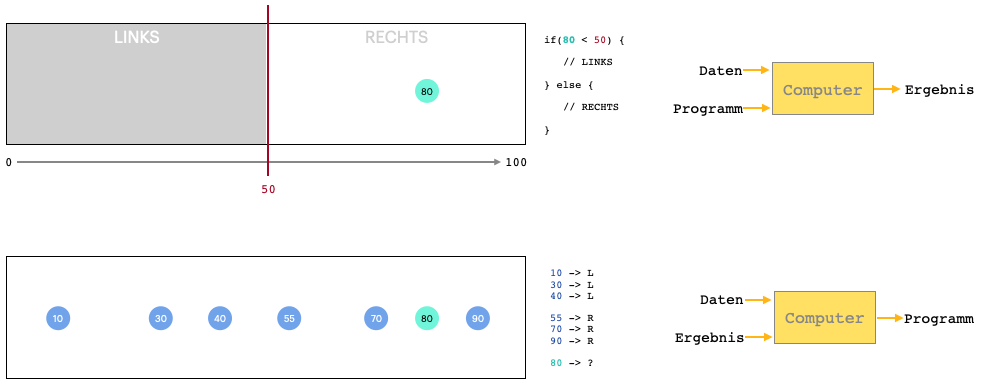 LINKS
RECHTS
80
0
100
50
if(80 < 50) {
// LINKS
} else {
// RECHTS
}
Daten
Programm
Computer
Ergebnis
10
30
40
55
70
80
90
10 -> L
30 -> L
40 -> L
55 -> R
70 -> R
90 -> R
80 -> ?
Daten
Ergebnis
Computer
Programm